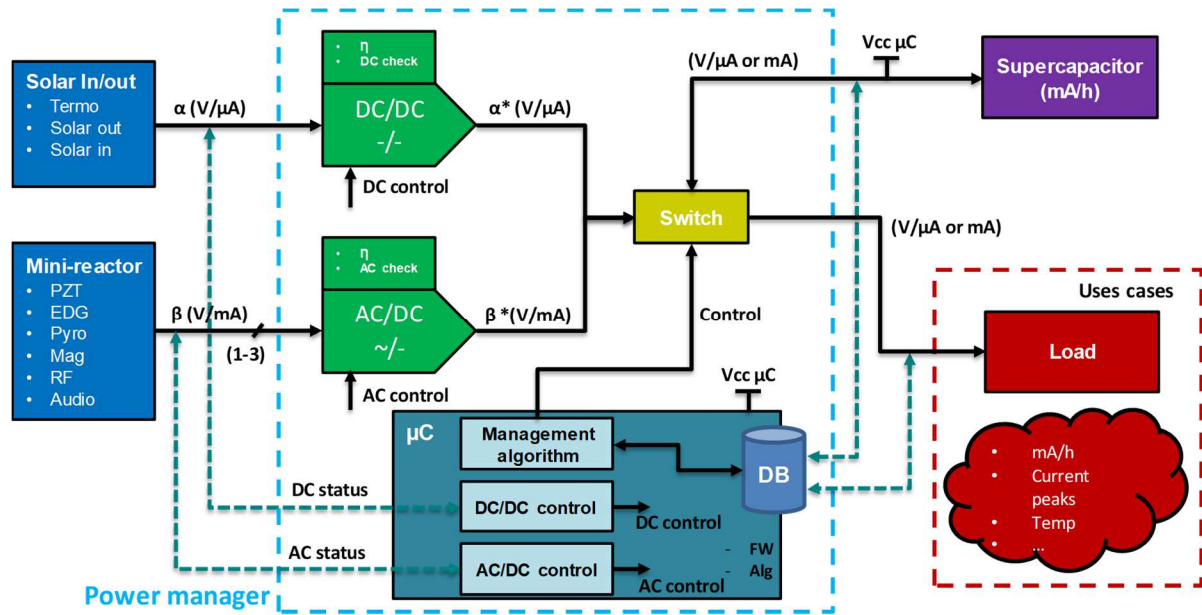 Solar In/out
• Termo
• Solar out
• Solar in
α (V/µA)
• η
• DC check
DC/DC
-/-
DC control
α* (V/µA)
(V/µA or mA)
Vcc µC
Supercapacitor
(mA/h)
Switch
(V/µA or mA)
Mini-reactor
• PZT
• EDG
• Pyro
• Mag
• RF
• Audio
β (V/mA)
(1-3)
• η
• AC check
AC/DC
~/-
AC control
β *(V/mA)
Control
Uses cases
Load
• mA/h
• Current
peaks
• Temp
• ...
Vcc µC
µC
Management
algorithm
DB
DC status
DC/DC control
DC control
AC status
AC/DC control
AC control
- FW
- Alg
Power manager